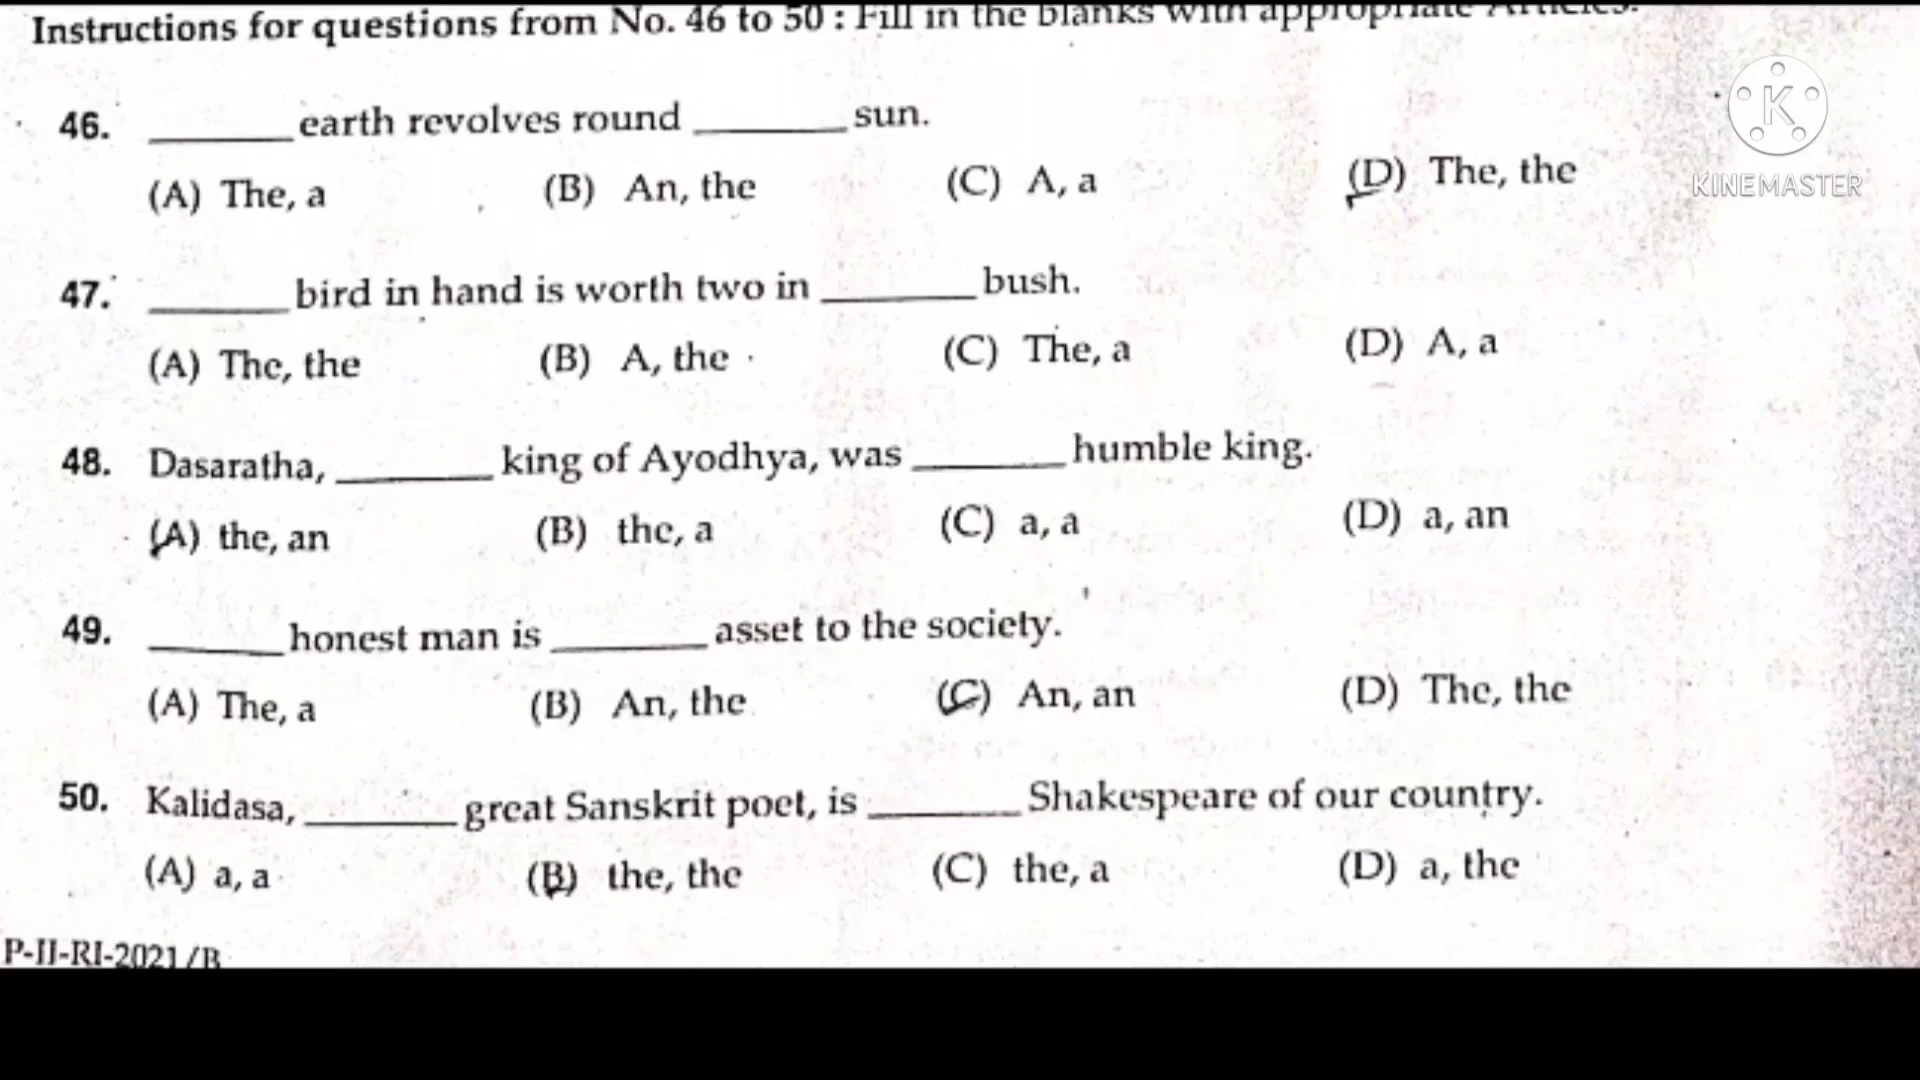 Instructions for questions from No. 46 to 50 : Fill in the blanks with appropriate Articles.
46. ______ earth revolves round ______ sun.
(A) The, a (B) An, the (C) A, a (D) The, the
47. ______ bird in hand is worth two in ______ bush.
(A) The, the (B) A, the (C) The, a (D) A, a
48. Dasaratha, ______ king of Ayodhya, was ______ humble king.
(A) the, an (B) the, a (C) a, a (D) a, an
49. ______ honest man is ______ asset to the society.
(A) The, a (B) An, the (C) An, an (D) The, the
50. Kalidasa, ______ great Sanskrit poet, is ______ Shakespeare of our country.
(A) a, a (B) the, the (C) the, a (D) a, the
P-II-RI-2021/B
K
KINEMASTER